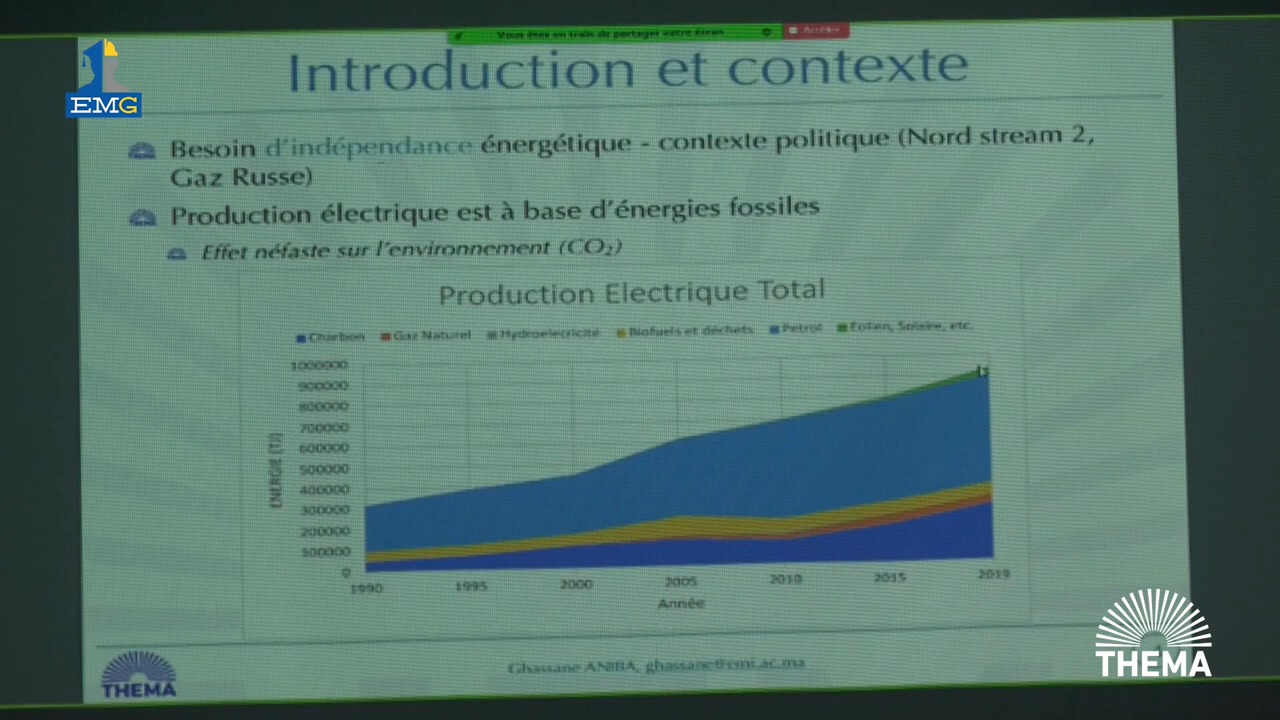 Vous êtes en train de partager votre écran
Arrêter
EMG
Introduction et contexte
Besoin d'indépendance énergétique - contexte politique (Nord stream 2,
Gaz Russe)
Production électrique est à base d'énergies fossiles
Effet néfaste sur l'environnement (CO₂)
Production Electrique Total
Charbon Gaz Naturel Hydroelecricité Biofuels et déchets Petrol Eolien, Solaire, etc.
1000000
900000
800000
700000
600000
500000
400000
300000
200000
100000
0
ENERGIE (TJ)
1990 1995 2000 2005 2010 2015 2019
Année
Ghassane ANIBA, ghassane@emi.ac.ma
THEMA
THEMA